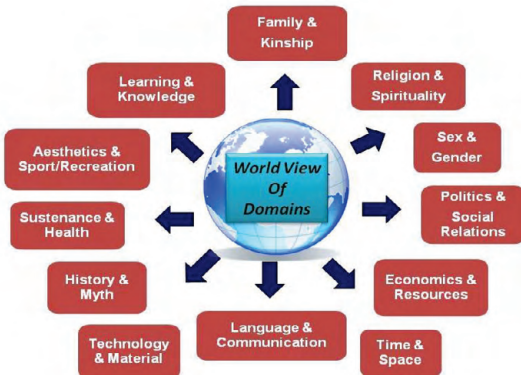 Family &
Kinship
Religion &
Spirituality
Sex &
Gender
Politics &
Social
Relations
Economics &
Resources
Time &
Space
Language &
Communication
Technology
& Material
History &
Myth
Sustenance &
Health
Aesthetics &
Sport/Recreation
Learning &
Knowledge
World View
Of
Domains